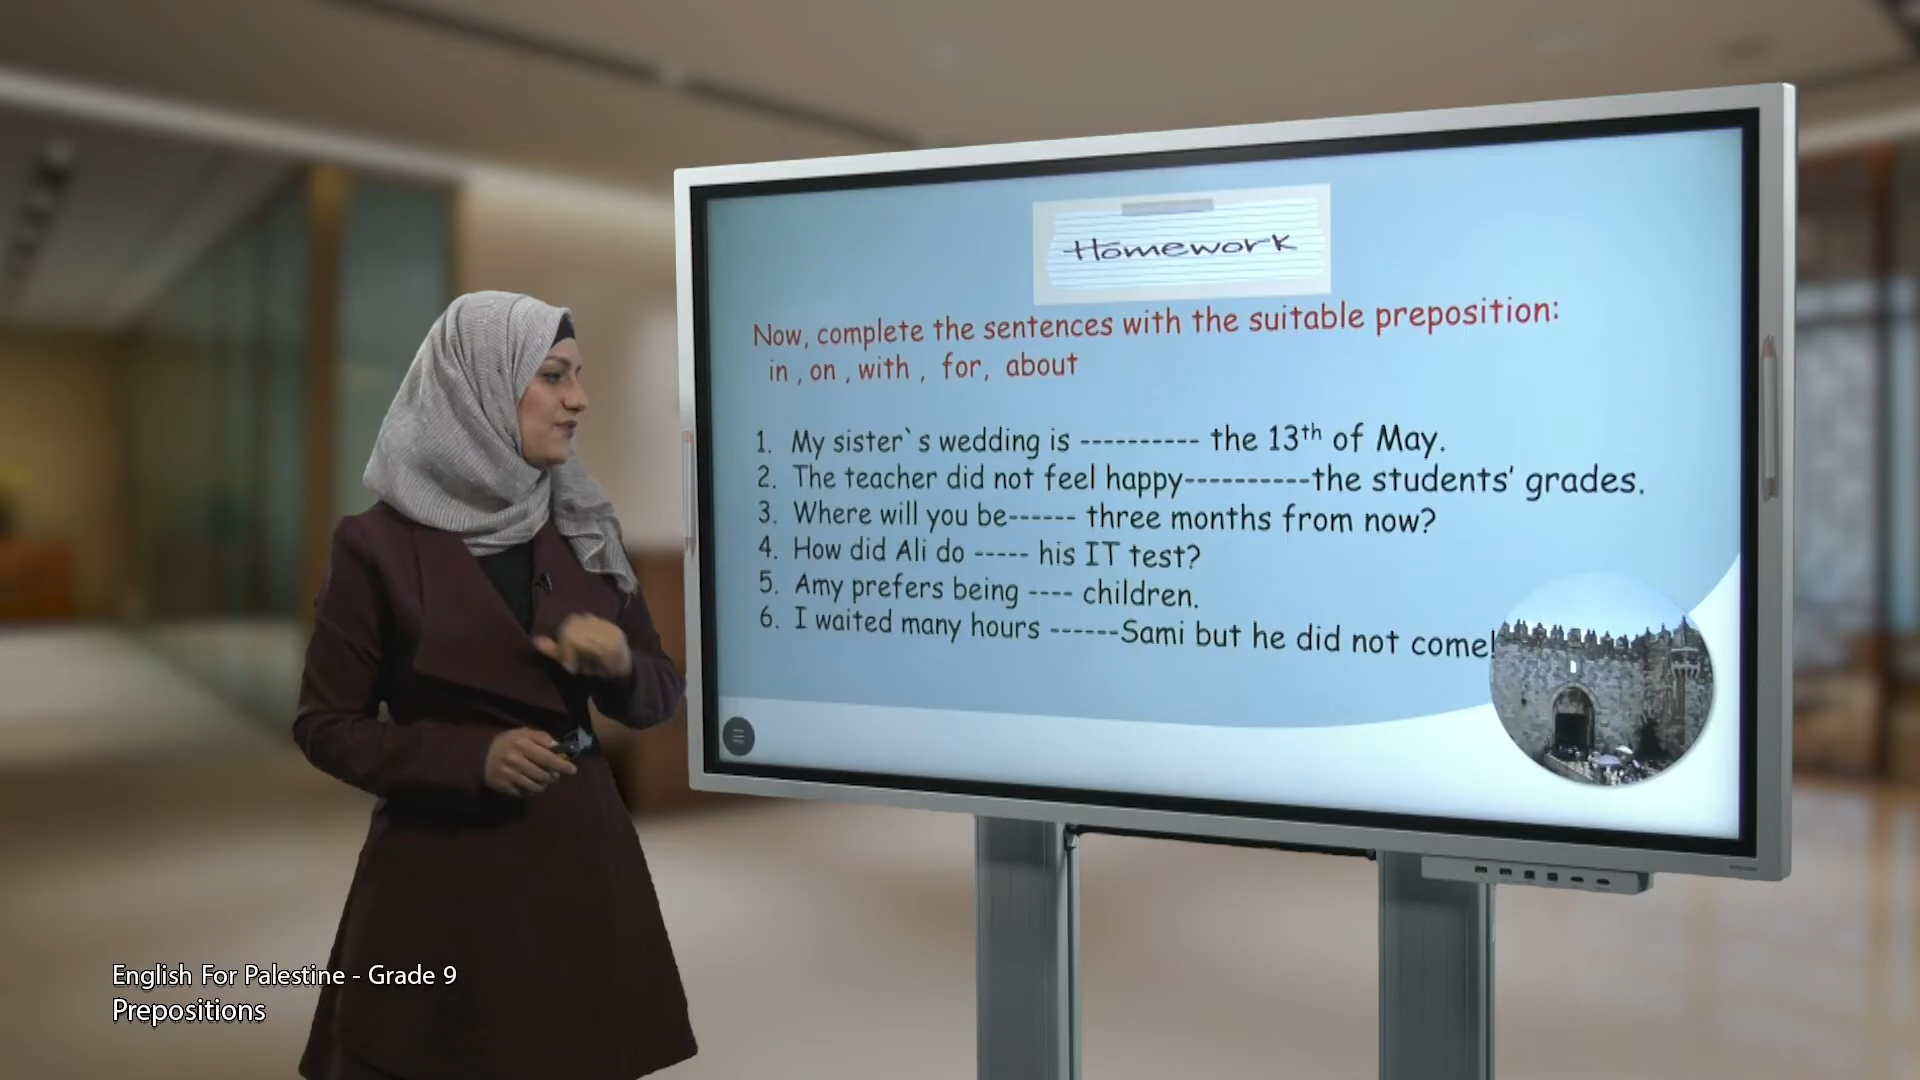 Homework
Now, complete the sentences with the suitable preposition:
in , on , with , for, about
1. My sister`s wedding is ---------- the 13th of May.
2. The teacher did not feel happy----------the students' grades.
3. Where will you be------ three months from now?
4. How did Ali do ----- his IT test?
5. Amy prefers being ---- children.
6. I waited many hours ------Sami but he did not come!
English For Palestine - Grade 9
Prepositions